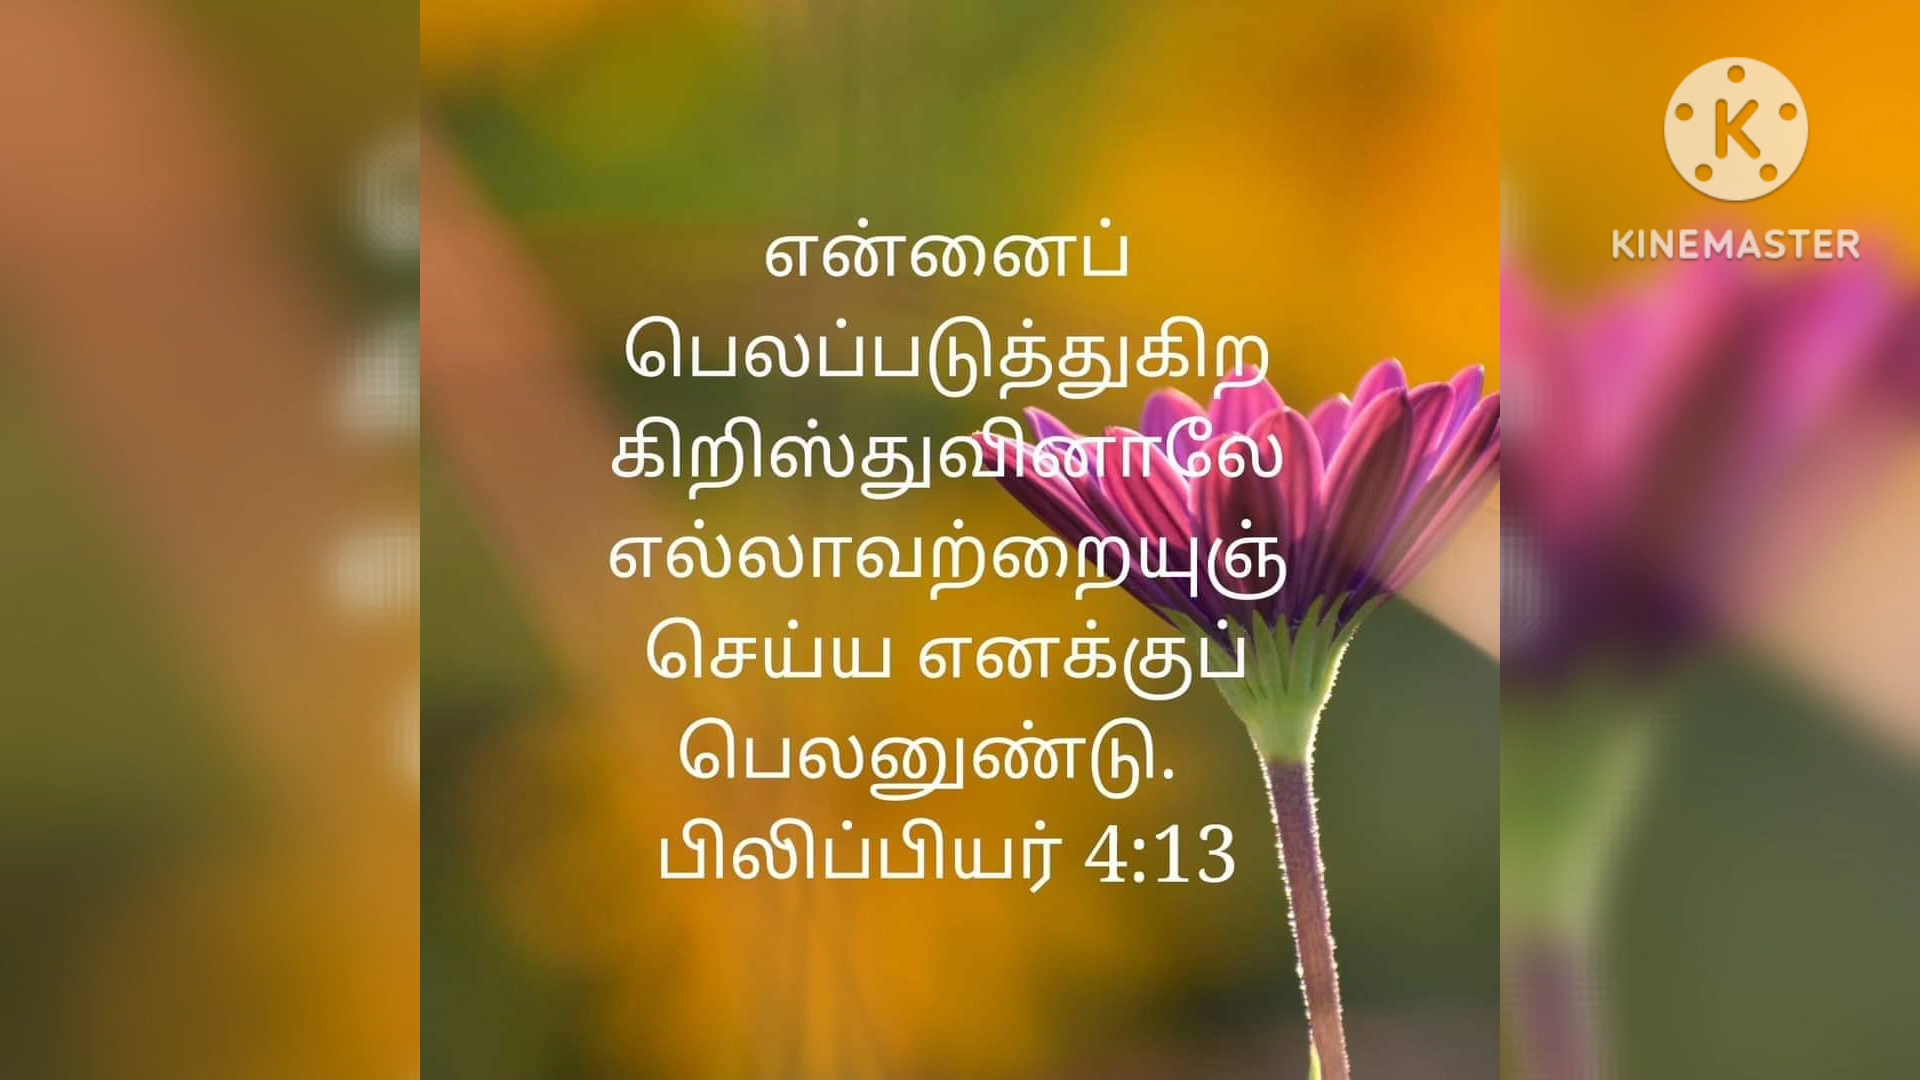 என்னைப்
பெலப்படுத்துகிற
கிறிஸ்துவினாலே
எல்லாவற்றையுஞ்
செய்ய எனக்குப்
பெலனுண்டு.
பிலிப்பியர் 4:13
K
KINEMASTER